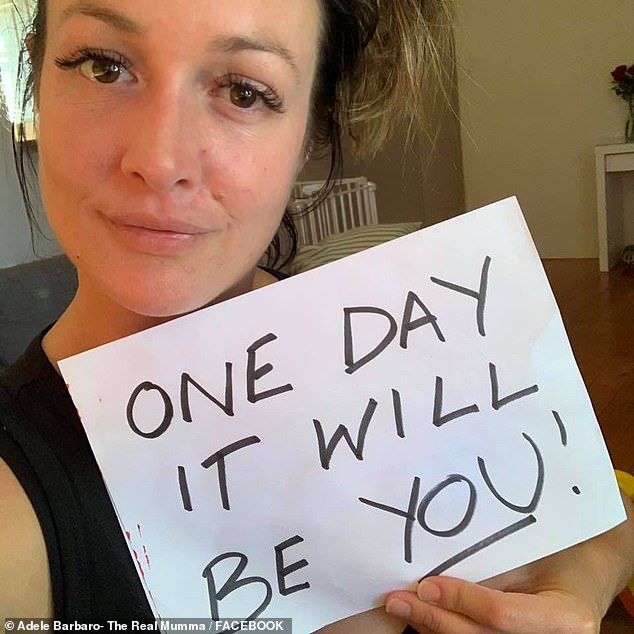 ONE DAY
IT WILL
BE YOU!
© Adele Barbaro- The Real Mumma / FACEBOOK